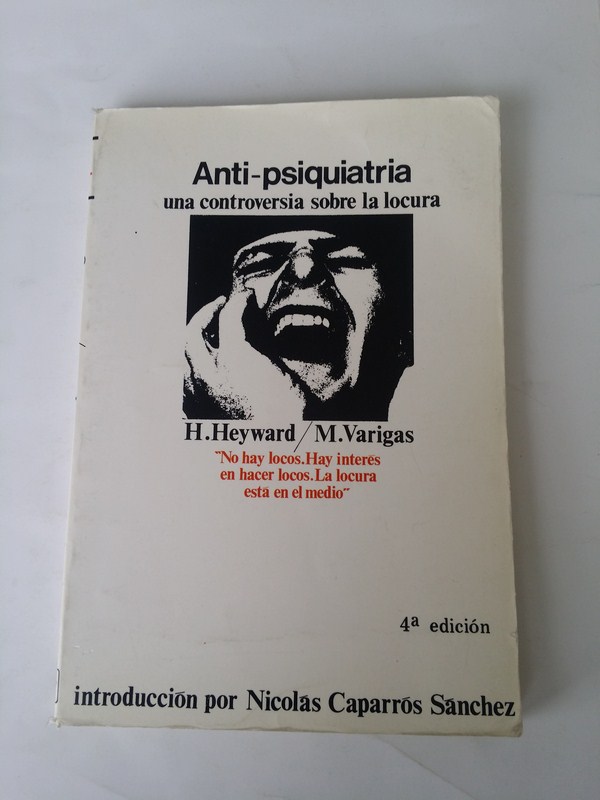 Anti-psiquiatria
una controversia sobre la locura
H.Heyward/M.Varigas
"No hay locos.Hay interés
en hacer locos.La locura
está en el medio"
4ª edición
introducción por Nicolás Caparrós Sánchez